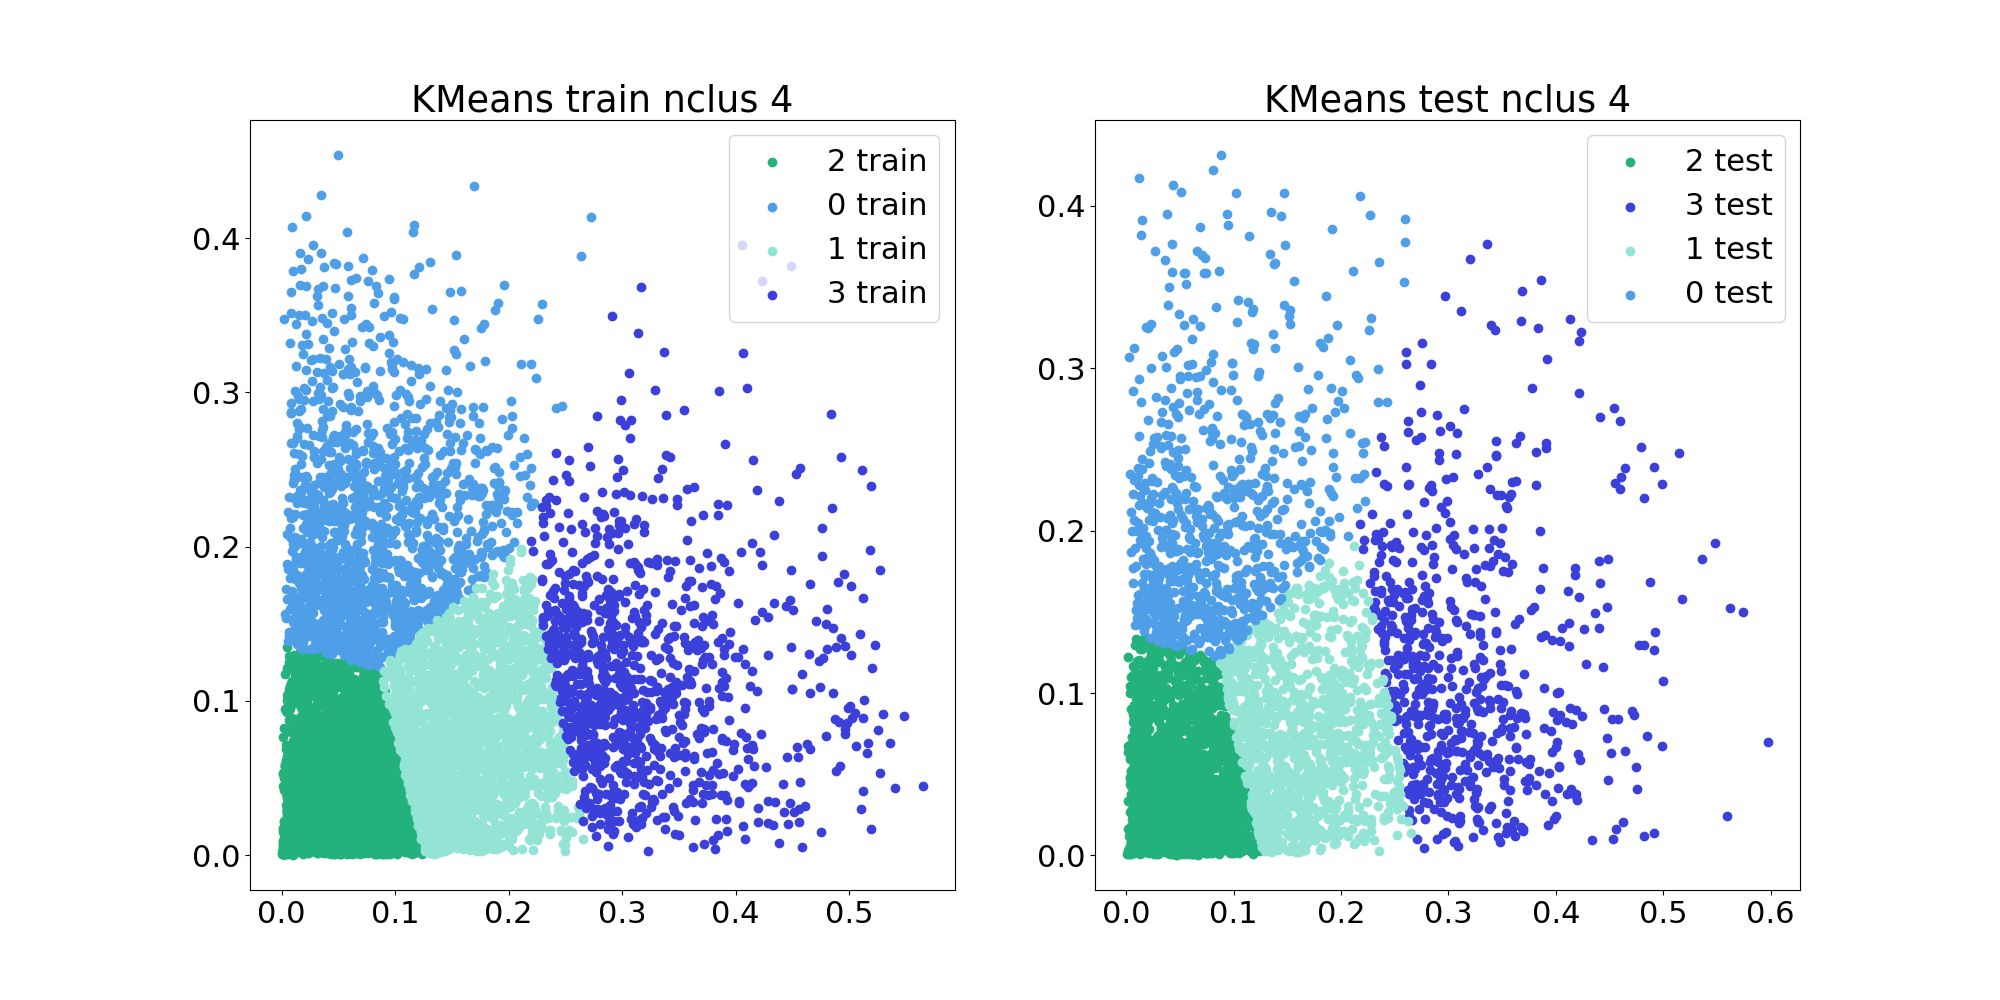 KMeans train nclus 4
2 train
0 train
1 train
3 train
0.4
0.3
0.2
0.1
0.0
0.0 0.1 0.2 0.3 0.4 0.5
KMeans test nclus 4
2 test
3 test
1 test
0 test
0.4
0.3
0.2
0.1
0.0
0.0 0.1 0.2 0.3 0.4 0.5 0.6